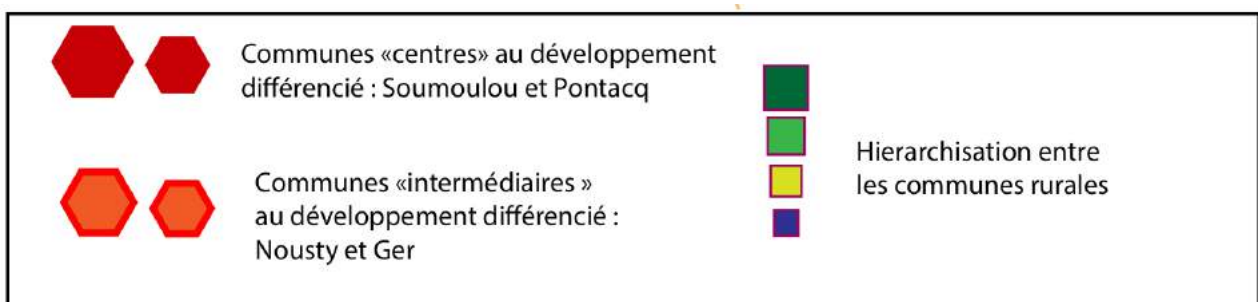 Communes «centres» au développement
différencié : Soumoulou et Pontacq
Communes «intermédiaires »
au développement différencié :
Nousty et Ger
Hierarchisation entre
les communes rurales